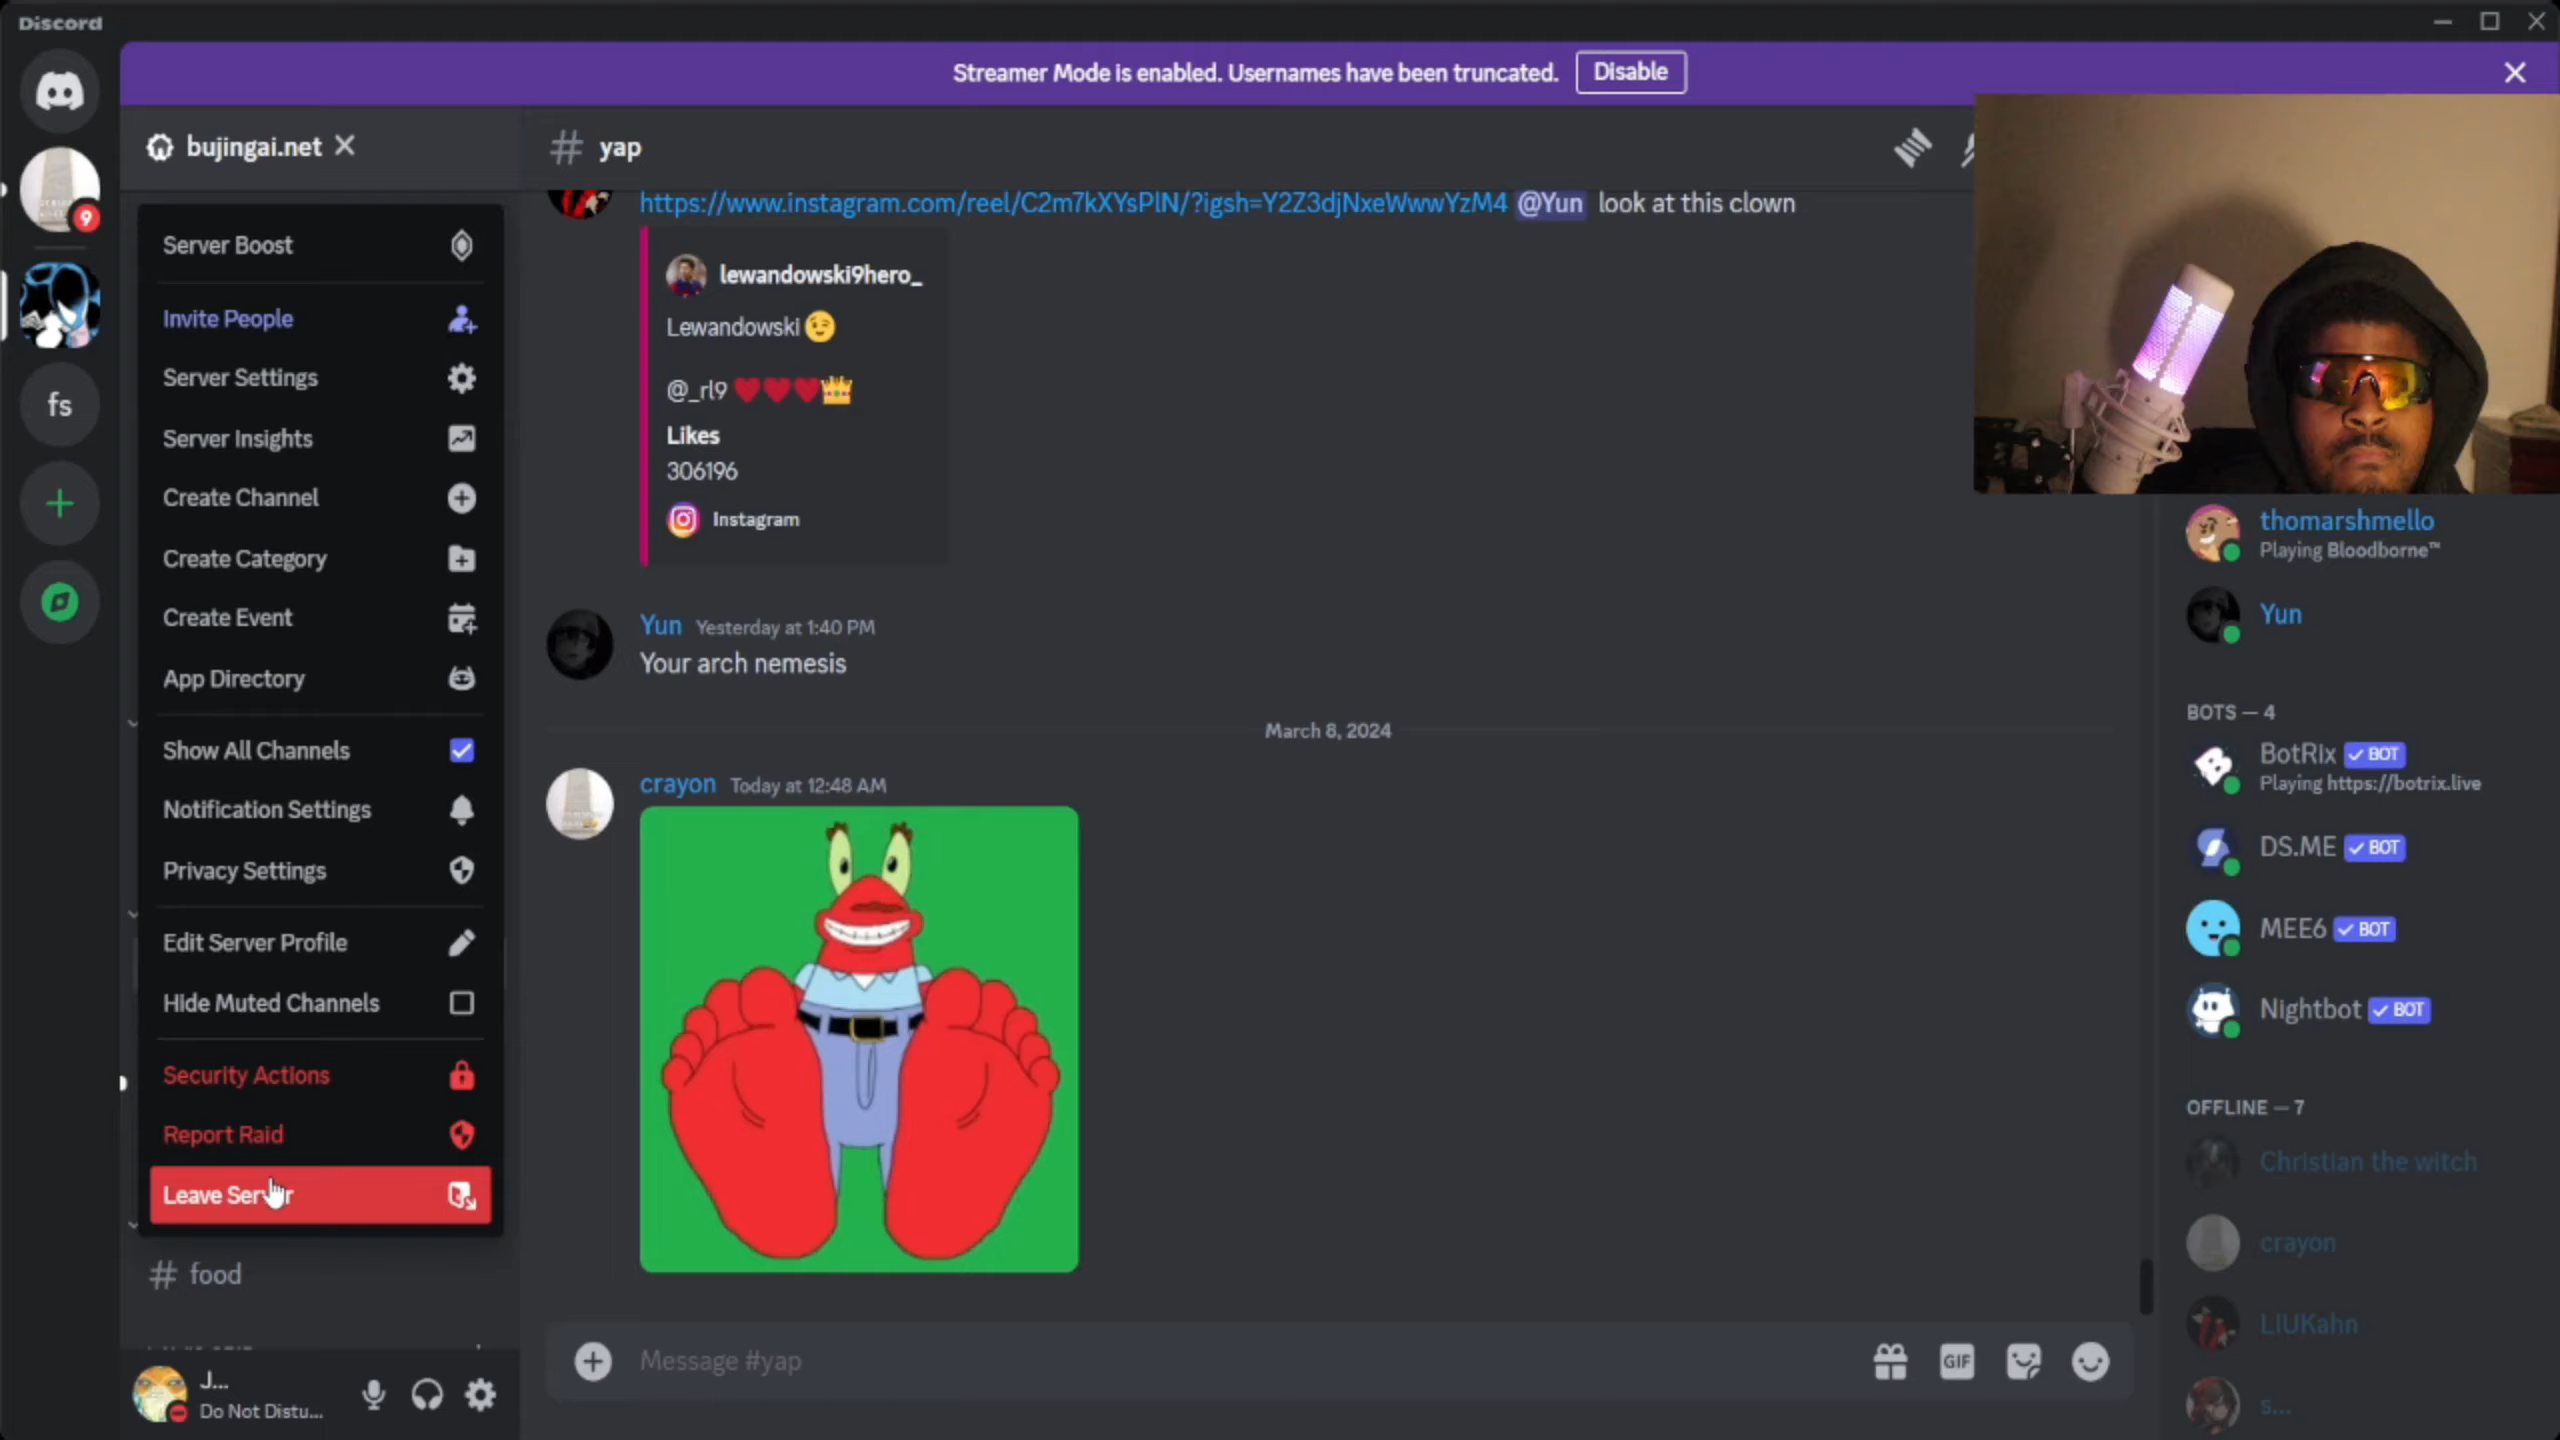 Discord
Streamer Mode is enabled. Usernames have been truncated.
Disable
bujingai.net
yap
9
fs
Server Boost
Invite People
Server Settings
Server Insights
Create Channel
Create Category
Create Event
App Directory
Show All Channels
Notification Settings
Privacy Settings
Edit Server Profile
Hide Muted Channels
Security Actions
Report Raid
Leave Server
# food
J...
Do Not Distu...
https://www.instagram.com/reel/C2m7kXYsPlN/?igsh=Y2Z3djNxeWwwYzM4 @Yun look at this clown
lewandowski9hero_
Lewandowski 😉
@_rl9 ❤❤❤👑
Likes
306196
Instagram
Yun Yesterday at 1:40 PM
Your arch nemesis
March 8, 2024
crayon Today at 12:48 AM
Message #yap
GIF
thomarshmello
Playing Bloodborne™
Yun
BOTS — 4
BotRix ✓ BOT
Playing https://botrix.live
DS.ME ✓ BOT
MEE6 ✓ BOT
Nightbot ✓ BOT
OFFLINE — 7
Christian the witch
crayon
LIUKahn
s...